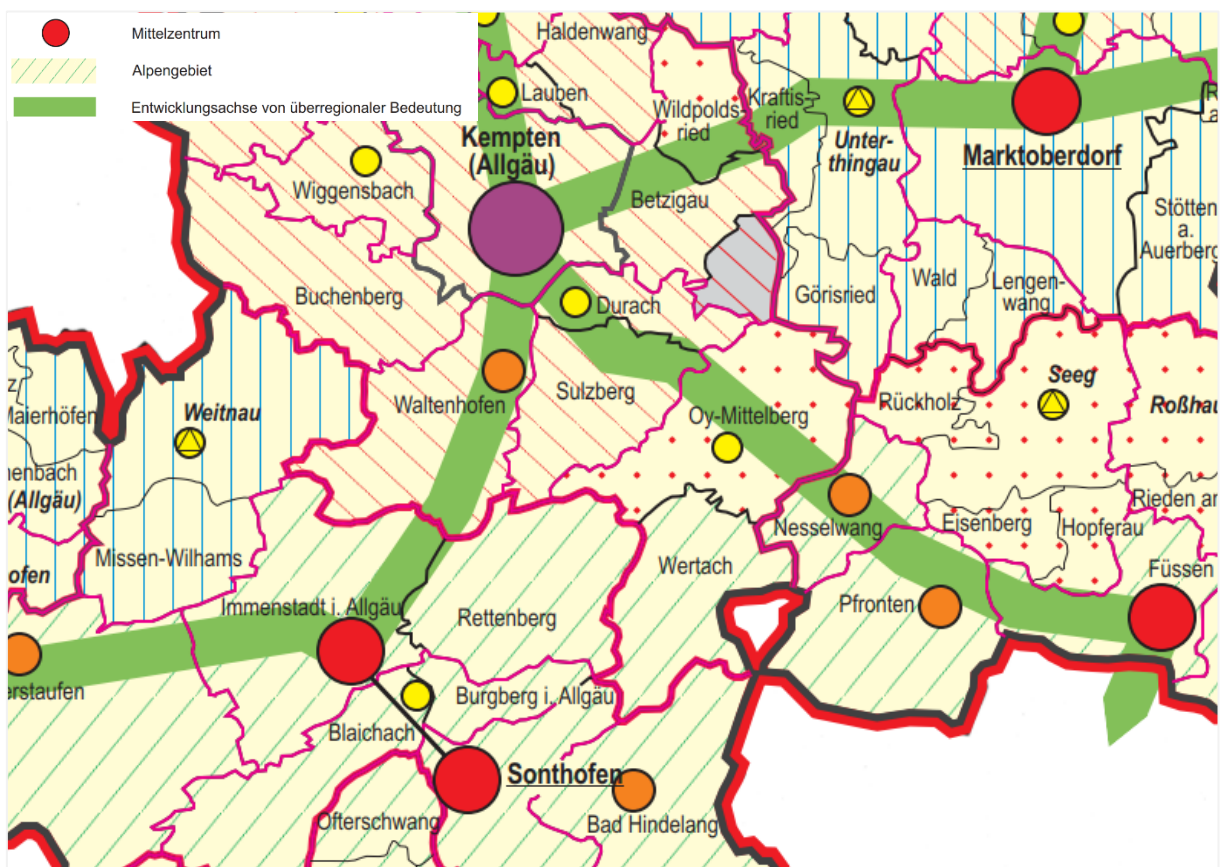 Mittelzentrum
Alpengebiet
Entwicklungsachse von überregionaler Bedeutung
Haldenwang
Lauben
Wildpolds-
ried
Kraftis-
ried
Kempten
(Allgäu)
Unter-
thingau
Marktoberdorf
Wiggensbach
Betzigau
Stötten
a.
Auerberg
Buchenberg
Durach
Görisried
Wald
Lengen-
wang
Weitnau
Maierhöfen
Waltenhofen
Sulzberg
Oy-Mittelberg
Rückholz
Seeg
Roßhau
(Allgäu)
Nesselwang
Eisenberg
Hopferau
Rieden am
Missen-Wilhams
Wertach
Füssen
Immenstadt i. Allgäu
Rettenberg
Pfronten
Burgberg i. Allgäu
Blaichach
Sonthofen
Ofterschwang
Bad Hindelang